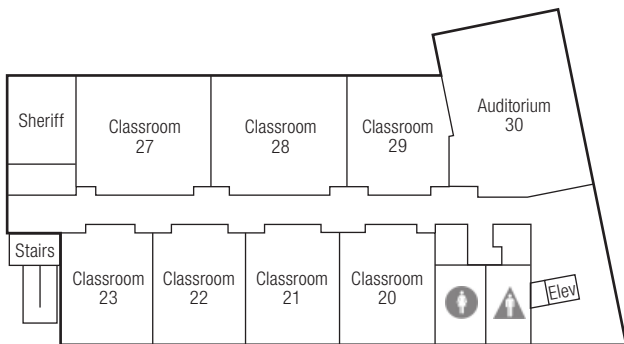 Sheriff
Classroom
27
Classroom
28
Classroom
29
Auditorium
30
Stairs
Classroom
23
Classroom
22
Classroom
21
Classroom
20
Elev